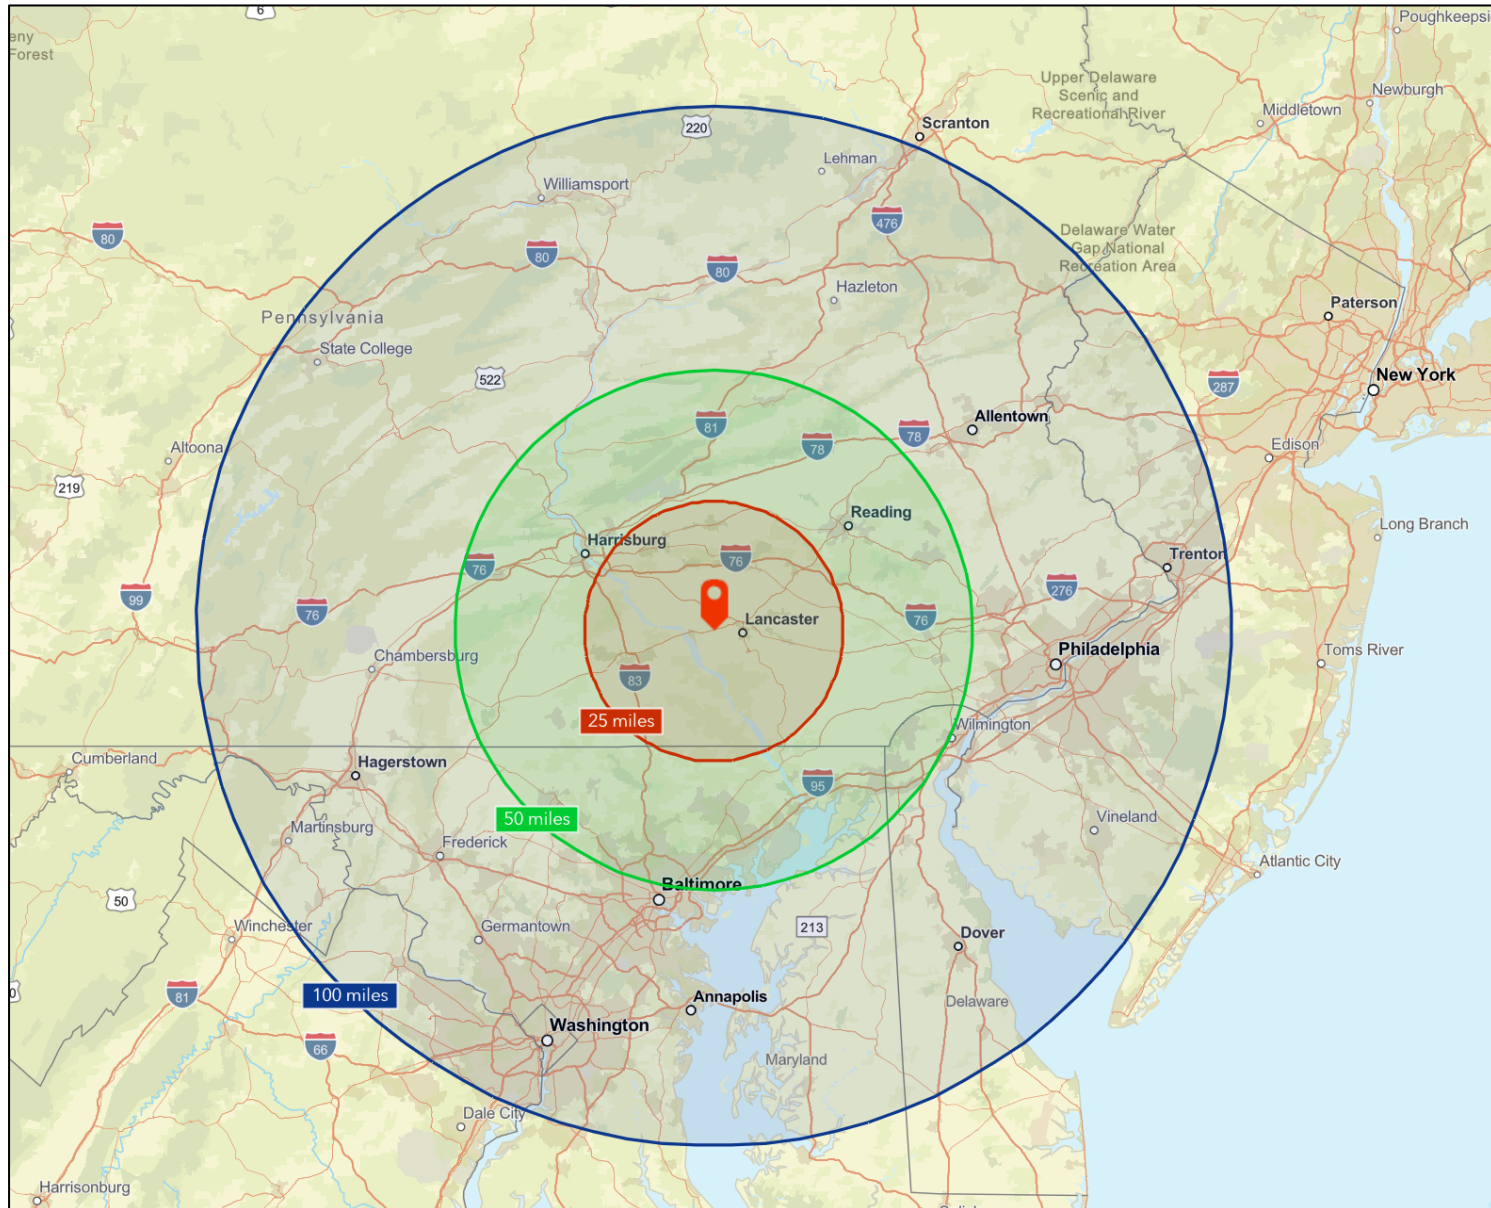 6
Poughkeepsi
eny
Forest
Upper Delaware
Scenic and
Recreational River
Newburgh
Middletown
220
Scranton
Lehman
Williamsport
476
80
80
80
Delaware Water
Gap National
Recreation Area
Hazleton
Paterson
Pennsylvania
State College
522
New York
287
Allentown
81
78
78
Altoona
Edison
219
Reading
Long Branch
Harrisburg
76
76
Trenton
99
76
276
76
Lancaster
Philadelphia
Toms River
Chambersburg
83
25 miles
Wilmington
Cumberland
Hagerstown
95
50 miles
Vineland
Martinsburg
Frederick
Atlantic City
Baltimore
50
Winchester
Germantown
213
Dover
0
81
100 miles
Annapolis
Delaware
Washington
66
Maryland
Dale City
Harrisonburg